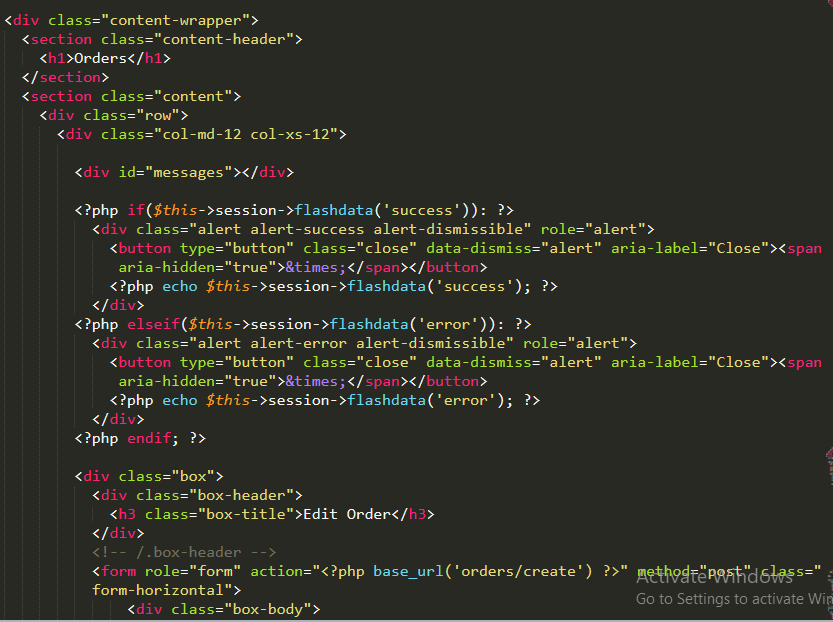 <div class="content-wrapper">
<section class="content-header">
<h1>Orders</h1>
</section>
<section class="content">
<div class="row">
<div class="col-md-12 col-xs-12">
<div id="messages"></div>
<?php if($this->session->flashdata('success')): ?>
<div class="alert alert-success alert-dismissible" role="alert">
<button type="button" class="close" data-dismiss="alert" aria-label="Close"><span
aria-hidden="true">&times;</span></button>
<?php echo $this->session->flashdata('success'); ?>
</div>
<?php elseif($this->session->flashdata('error')): ?>
<div class="alert alert-error alert-dismissible" role="alert">
<button type="button" class="close" data-dismiss="alert" aria-label="Close"><span
aria-hidden="true">&times;</span></button>
<?php echo $this->session->flashdata('error'); ?>
</div>
<?php endif; ?>
<div class="box">
<div class="box-header">
<h3 class="box-title">Edit Order</h3>
</div>
<!-- /.box-header -->
<form role="form" action="<?php base_url('orders/create') ?>" method="post" class="
form-horizontal">
<div class="box-body">
Activate Windows
Go to Settings to activate Win